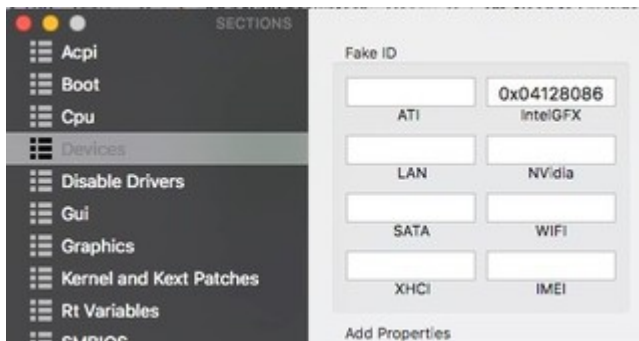 SECTIONS
Acpi
Boot
Cpu
Devices
Disable Drivers
Gui
Graphics
Kernel and Kext Patches
Rt Variables
SMBIOS
Fake ID
0x04128086
ATI IntelGFX
LAN NVidia
SATA WIFI
XHCI IMEI
Add Properties